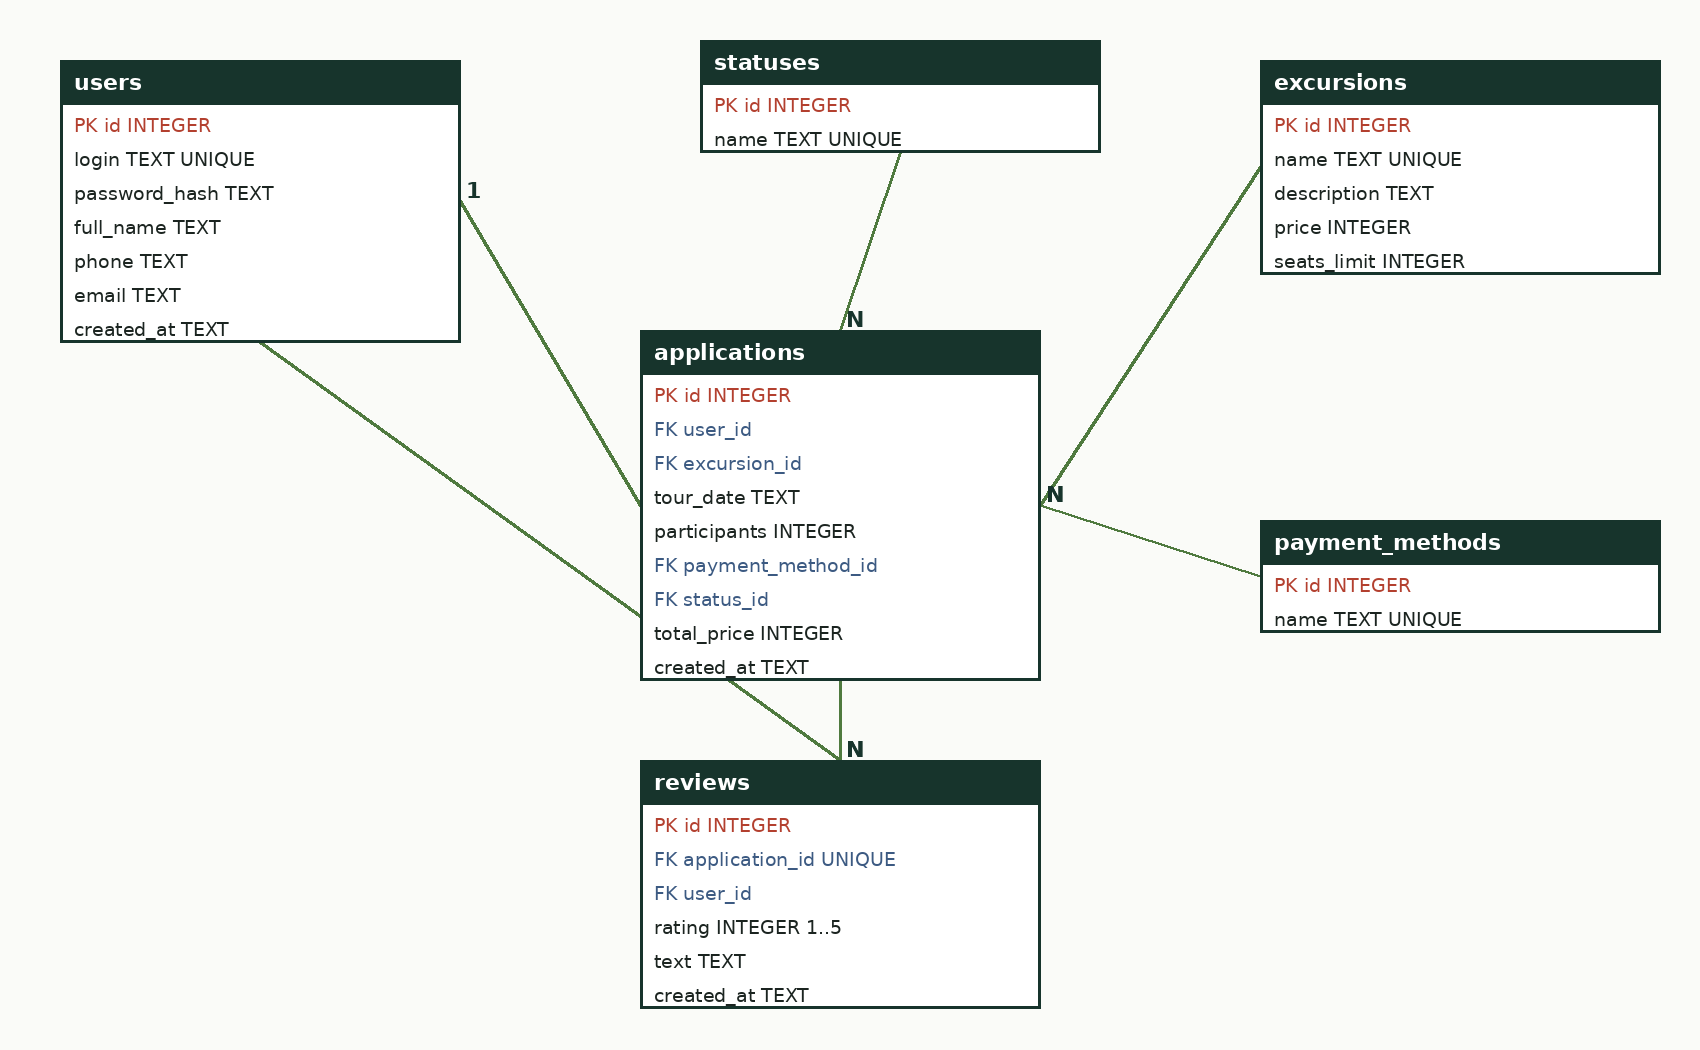 users
PK id INTEGER
login TEXT UNIQUE
password_hash TEXT
full_name TEXT
phone TEXT
email TEXT
created_at TEXT
1
statuses
PK id INTEGER
name TEXT UNIQUE
excursions
PK id INTEGER
name TEXT UNIQUE
description TEXT
price INTEGER
seats_limit INTEGER
N
applications
PK id INTEGER
FK user_id
FK excursion_id
tour_date TEXT
participants INTEGER
FK payment_method_id
FK status_id
total_price INTEGER
created_at TEXT
N
payment_methods
PK id INTEGER
name TEXT UNIQUE
N
reviews
PK id INTEGER
FK application_id UNIQUE
FK user_id
rating INTEGER 1..5
text TEXT
created_at TEXT